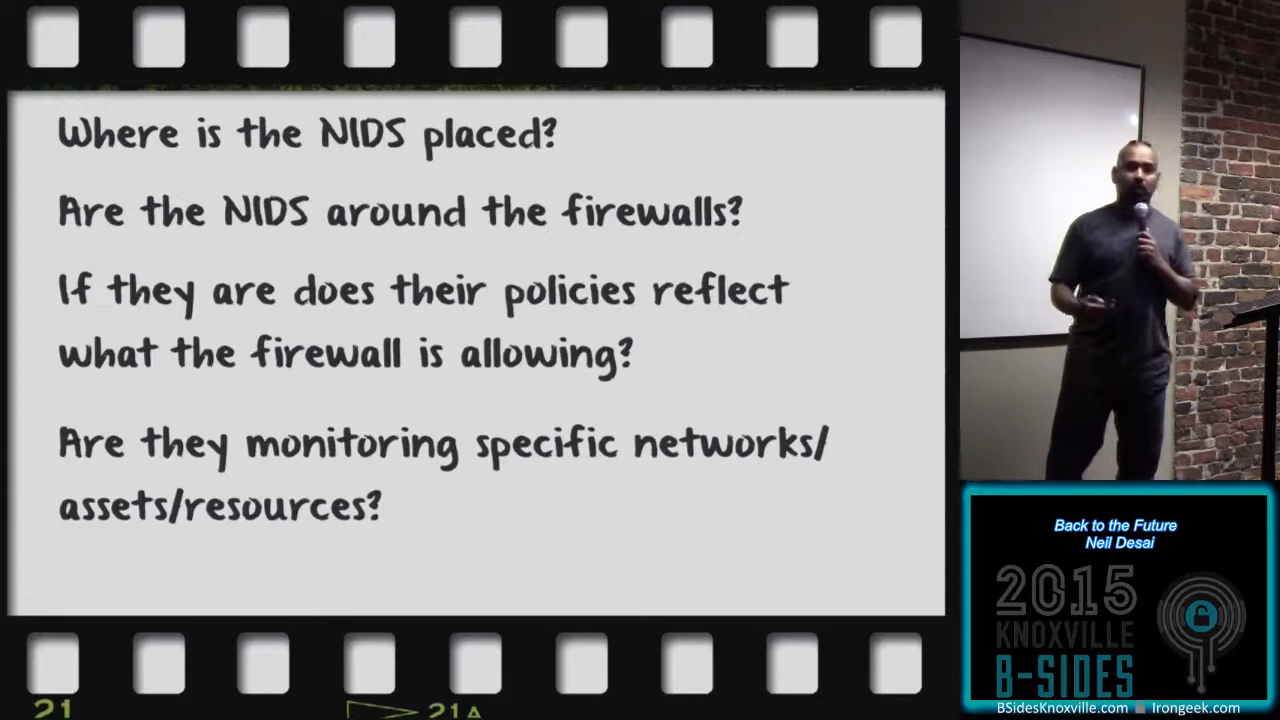 Where is the NIDS placed?
Are the NIDS around the firewalls?
If they are does their policies reflect
what the firewall is allowing?
Are they monitoring specific networks/
assets/resources?
21
21A
Back to the Future
Neil Desai
2015
KNOXVILLE
B-SIDES
BSidesKnoxville.com Irongeek.com